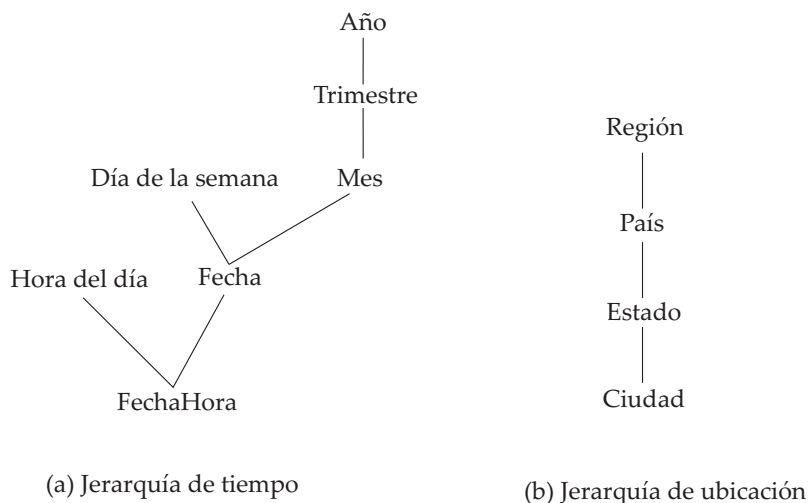 Año
Trimestre
Día de la semana
Mes
Hora del día
Fecha
FechaHora
(a) Jerarquía de tiempo
Región
País
Estado
Ciudad
(b) Jerarquía de ubicación